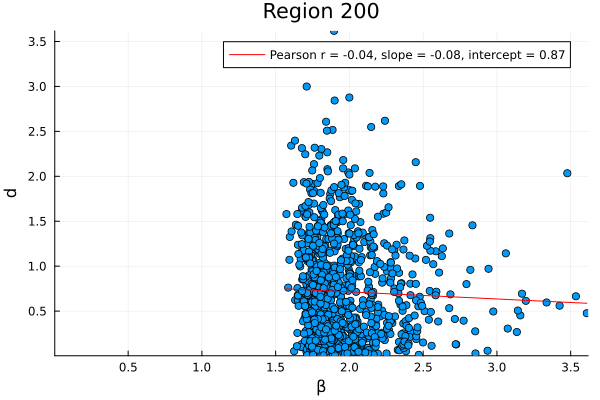 Region 200
Pearson r = -0.04, slope = -0.08, intercept = 0.87
d
3.5
3.0
2.5
2.0
1.5
1.0
0.5
0.5 1.0 1.5 2.0 2.5 3.0 3.5
β